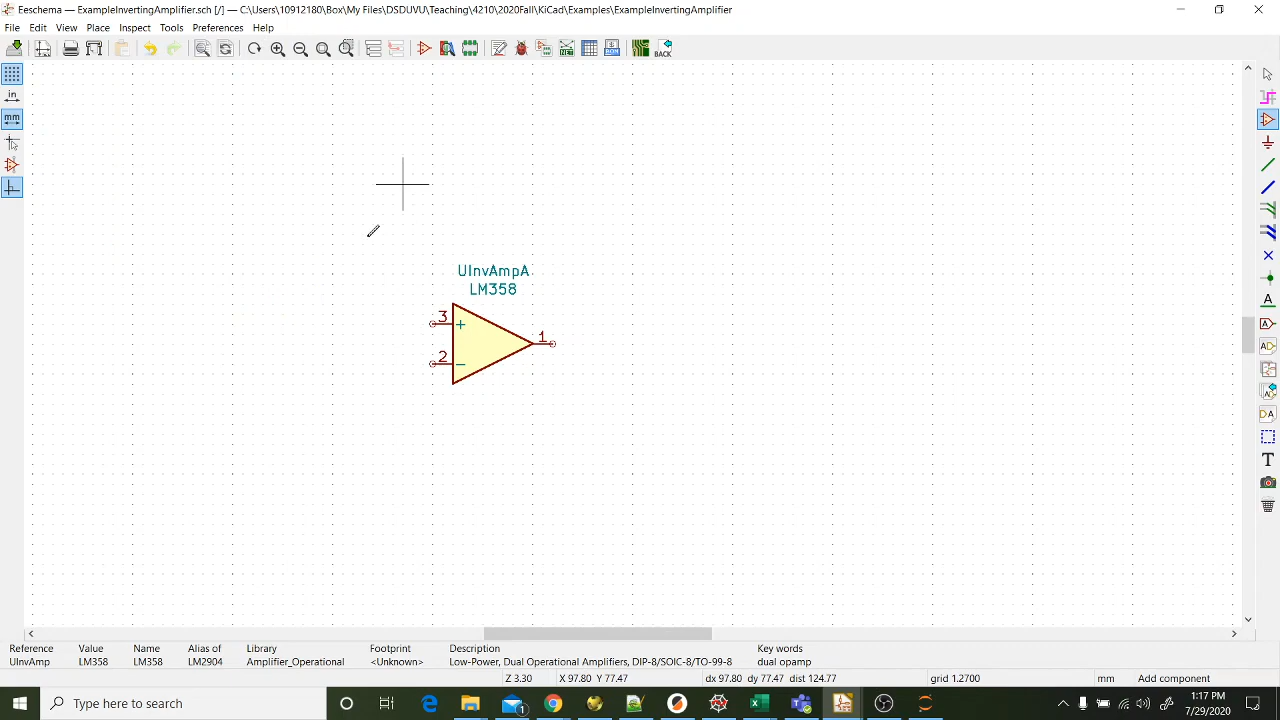 Eeschema — ExampleInvertingAmplifier.sch [/] — C:\Users\10912180\Box\My Files\DSDUVU\Teaching\4210\2020Fall\KiCad\Examples\ExampleInvertingAmplifier
File Edit View Place Inspect Tools Preferences Help
BACK
in
mm
UInvAmpA
LM358
3
+
1
2
−
A
A
A
A
A
T
Reference Value Name Alias of Library Footprint Description Key words
UInvAmp LM358 LM358 LM2904 Amplifier_Operational <Unknown> Low-Power, Dual Operational Amplifiers, DIP-8/SOIC-8/TO-99-8 dual opamp
Z 3.30 X 97.80 Y 77.47 dx 97.80 dy 77.47 dist 124.77 grid 1.2700 mm Add component
Type here to search
1
1:17 PM
7/29/2020